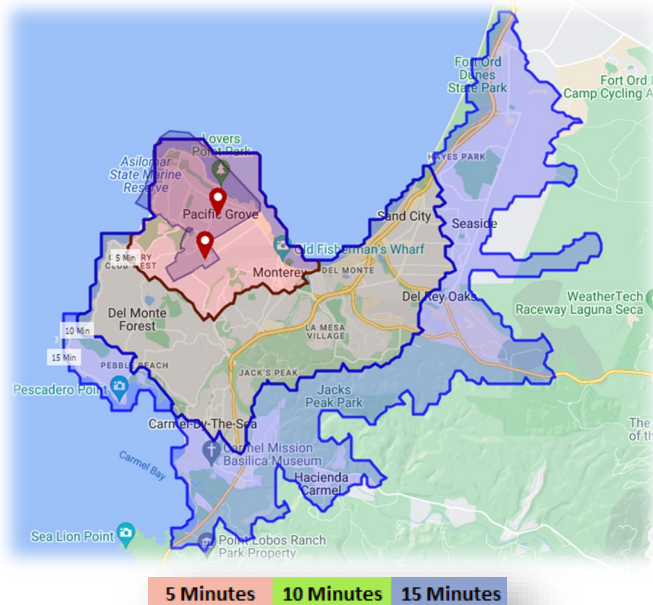 Fort Ord
Dunes
State Park
Fort Ord
Camp Cycling A
Lovers
Point Park
Asilomar
State Marine
Reserve
HAYES PARK
Pacific Grove
Sand City
Seaside
Old Fisherman's Wharf
5 Min
CLUB
Monterey
DEL MONTE
Del Monte
Forest
Del Rey Oaks
WeatherTech
Raceway Laguna Seca
10 Min
LA MESA
VILLAGE
15 Min
PEBBLE BEACH
JACK'S PEAK
Pescadero Point
Jacks
Peak Park
Carmel-By-The-Sea
The
of th
Carmel Mission
Basilica Museum
Carmel Bay
Hacienda
Carmel
Sea Lion Point
Point Lobos Ranch
Park Property
5 Minutes 10 Minutes 15 Minutes